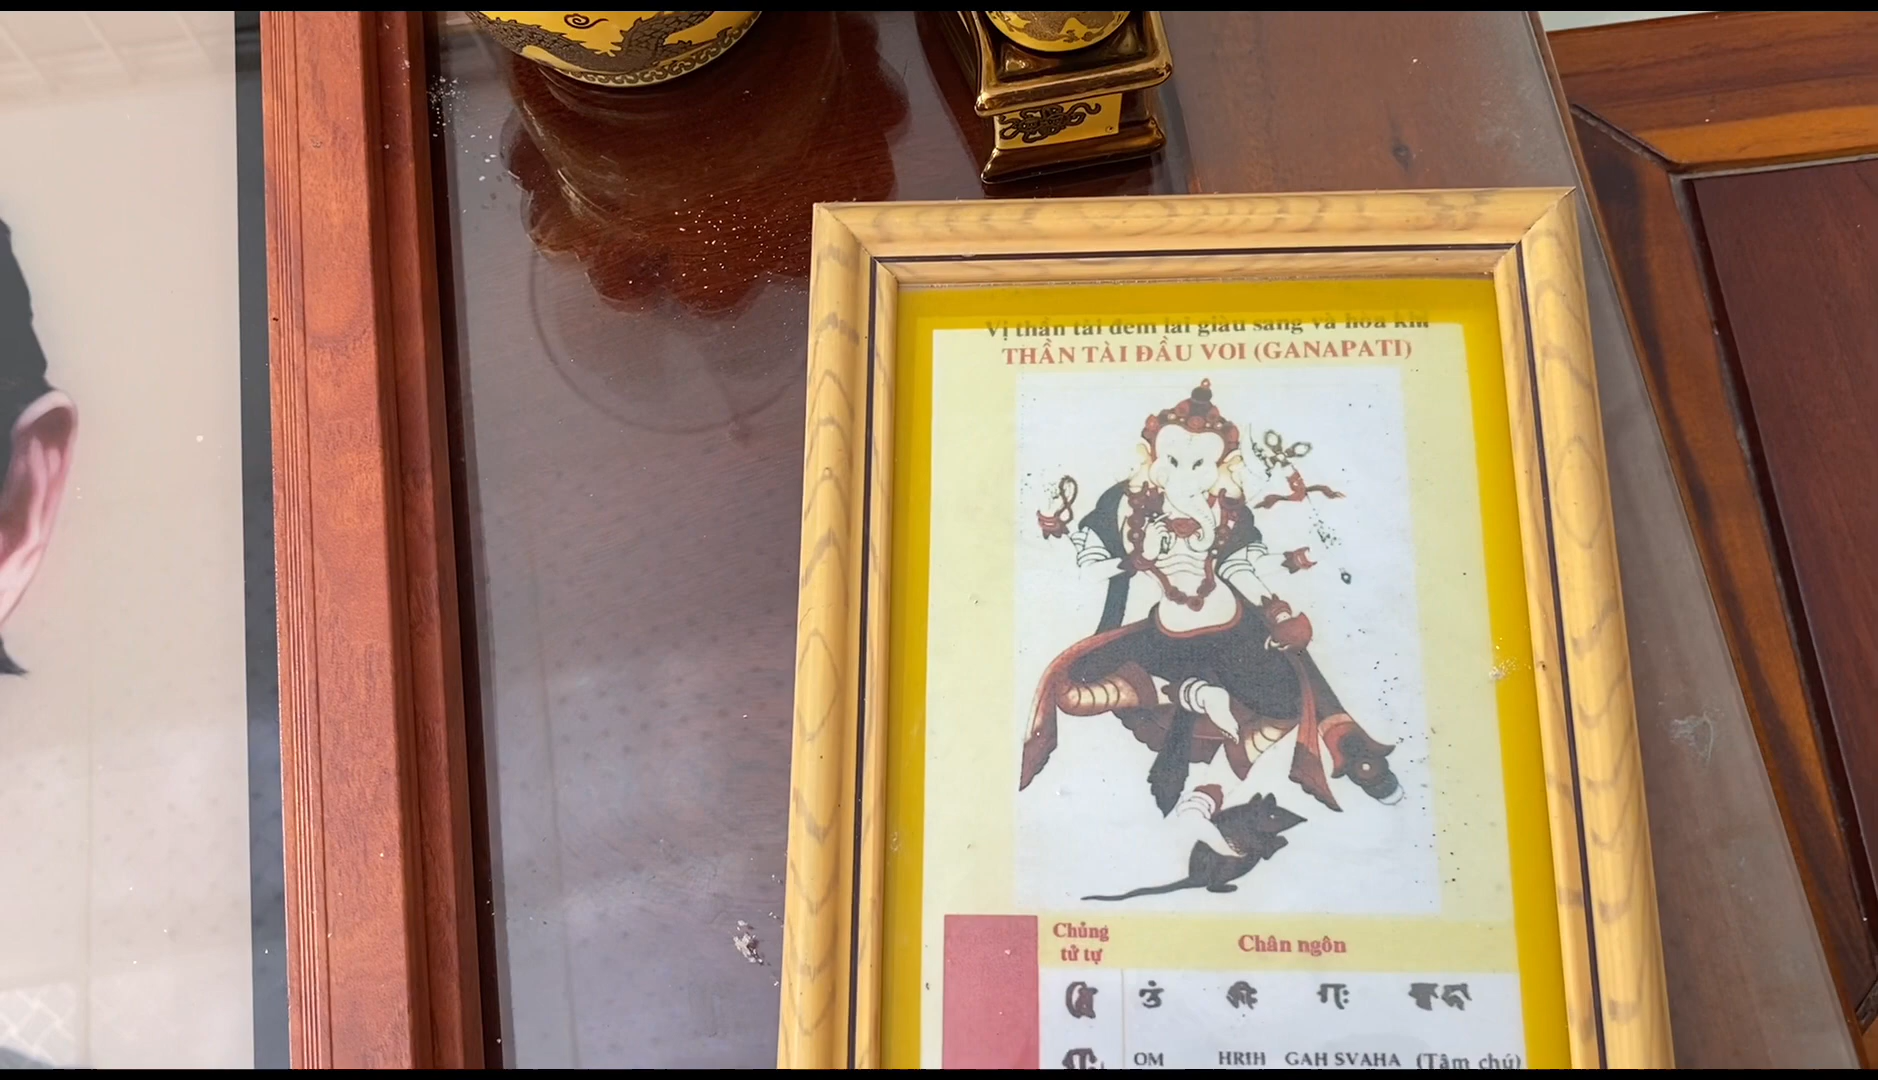 Vị thần tài đem lại giàu sang và hòa khí
THẦN TÀI ĐẦU VOI (GANAPATI)
Chủng
tử tự
Chân ngôn
OM HRIH GAH SVAHA (Tâm chú)